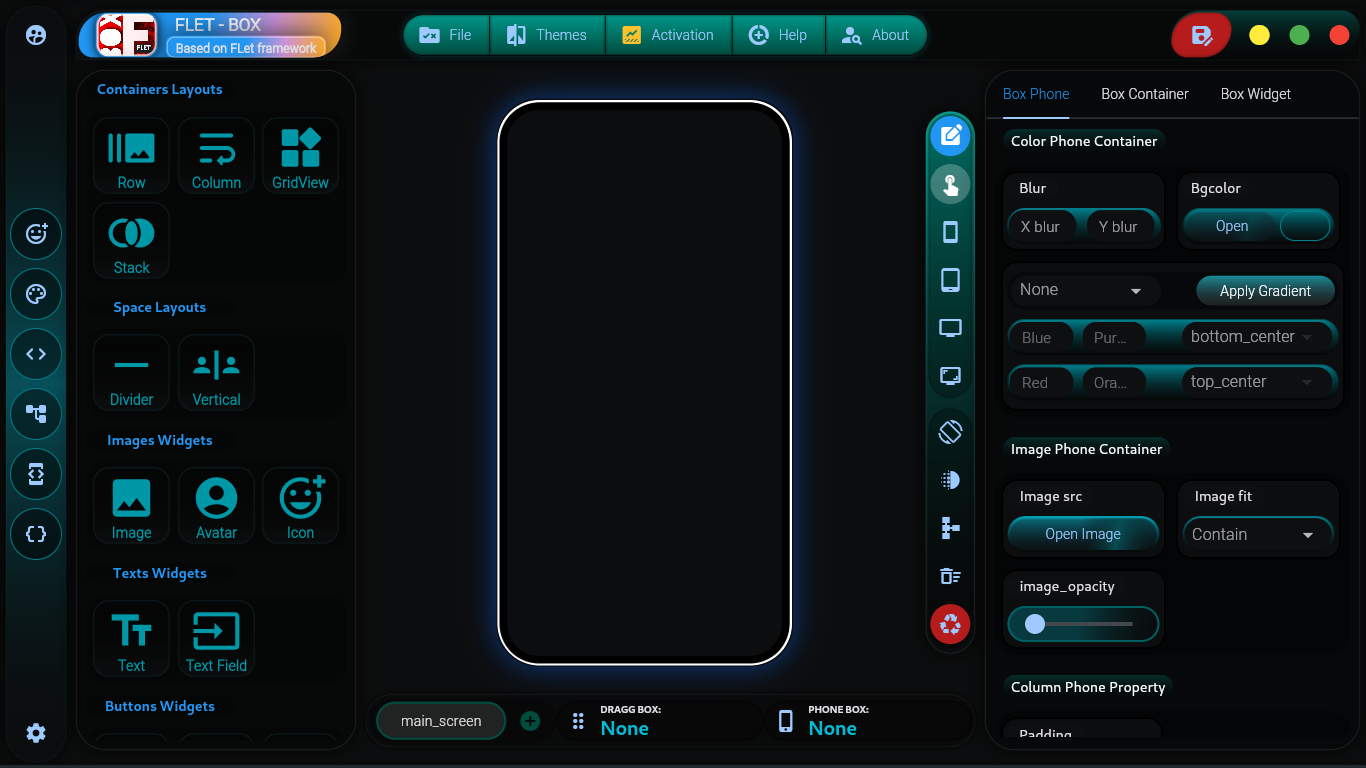 FLET - BOX
Based on FLet framework
FLET
File
Themes
Activation
Help
About
Containers Layouts
Row
Column
GridView
Stack
Space Layouts
Divider
Vertical
Images Widgets
Image
Avatar
Icon
Texts Widgets
Text
Text Field
Buttons Widgets
main_screen
DRAGG BOX:
None
PHONE BOX:
None
Box Phone
Box Container
Box Widget
Color Phone Container
Blur
Bgcolor
X blur
Y blur
Open
None
Apply Gradient
Blue
Pur...
bottom_center
Red
Ora...
top_center
Image Phone Container
Image src
Image fit
Open Image
Contain
image_opacity
Column Phone Property
Padding